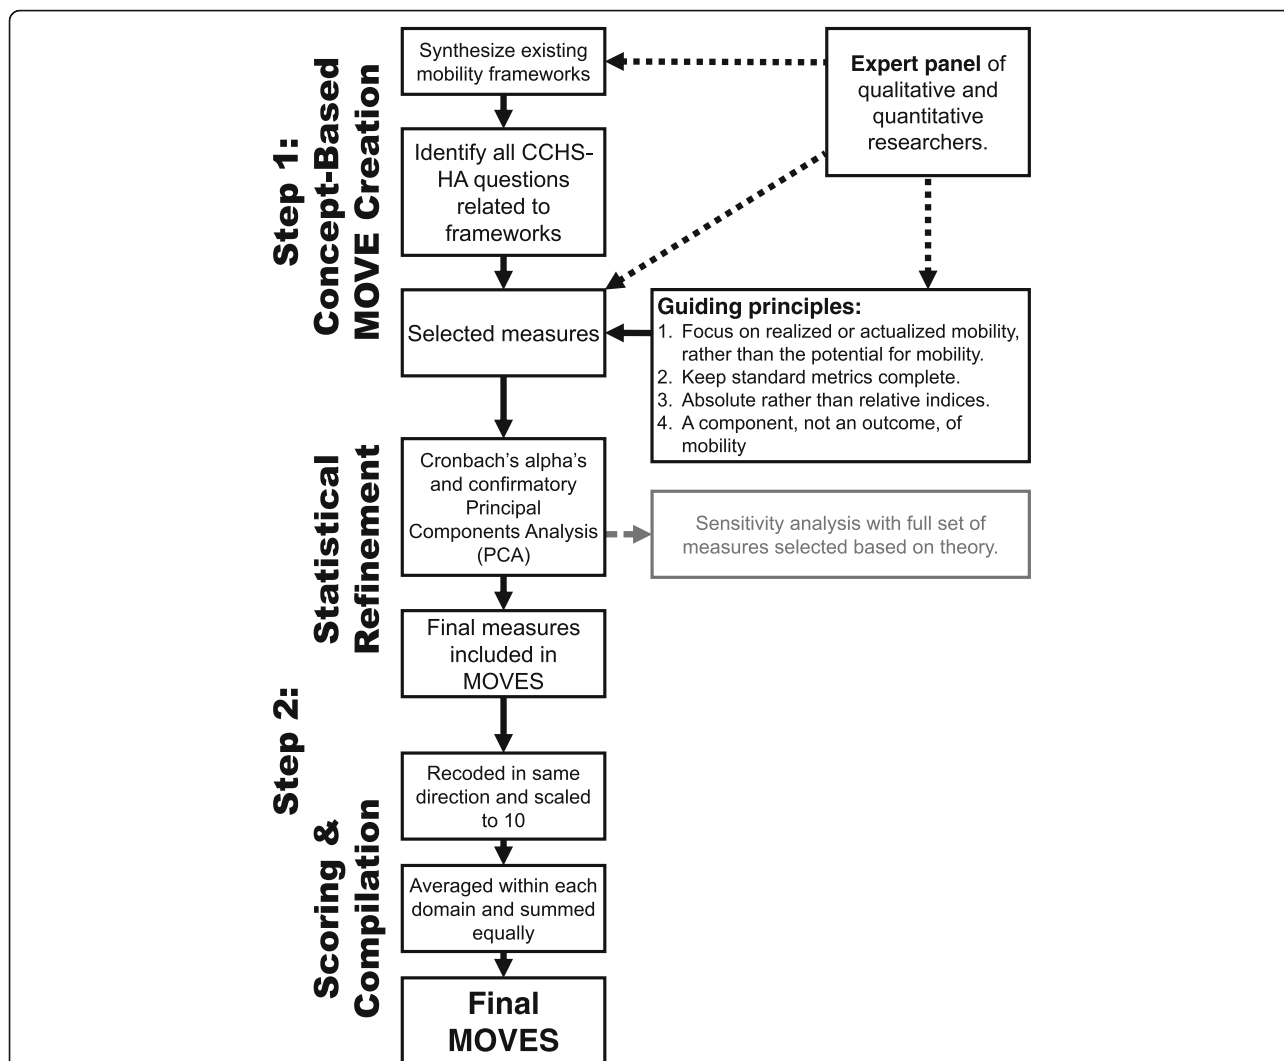 Step 1:
Concept-Based
MOVE Creation
Synthesize existing
mobility frameworks
Expert panel of
qualitative and
quantitative
researchers.
Identify all CCHS-
HA questions
related to
frameworks
Selected measures
Guiding principles:
1. Focus on realized or actualized mobility,
rather than the potential for mobility.
2. Keep standard metrics complete.
3. Absolute rather than relative indices.
4. A component, not an outcome, of
mobility
Step 2:
Statistical
Refinement
Cronbach's alpha's
and confirmatory
Principal
Components Analysis
(PCA)
Sensitivity analysis with full set of
measures selected based on theory.
Final measures
included in
MOVES
Scoring &
Compilation
Recoded in same
direction and scaled
to 10
Averaged within each
domain and summed
equally
Final
MOVES